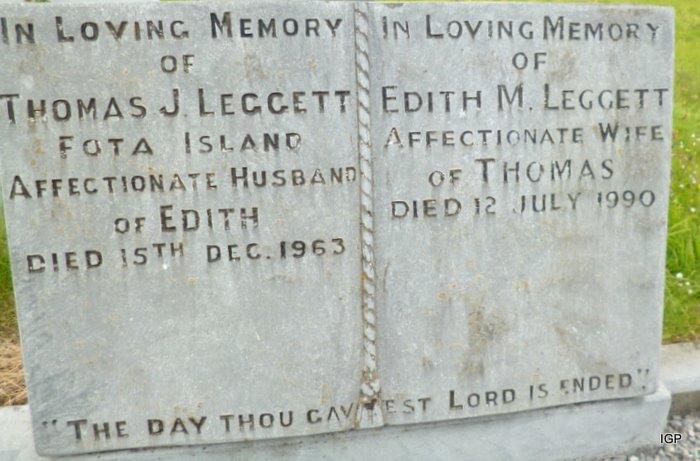 IN LOVING MEMORY
OF
THOMAS J. LEGGETT
FOTA ISLAND
AFFECTIONATE HUSBAND
OF EDITH
DIED 15TH DEC. 1963
IN LOVING MEMORY
OF
EDITH M. LEGGETT
AFFECTIONATE WIFE
OF THOMAS
DIED 12 JULY 1990
"THE DAY THOU GAVEST LORD IS ENDED".
IGP